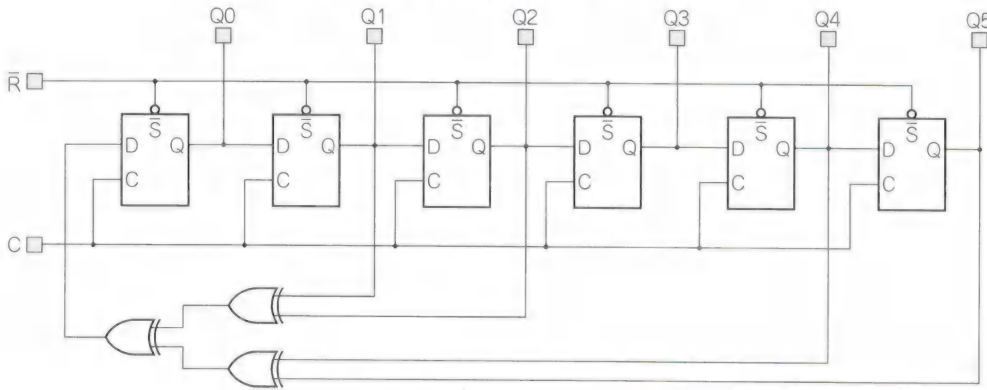 Q0 Q1 Q2 Q3 Q4 Q5
R̅
S̅ S̅ S̅ S̅ S̅ S̅
D Q D Q D Q D Q D Q D Q
C C C C C C
C